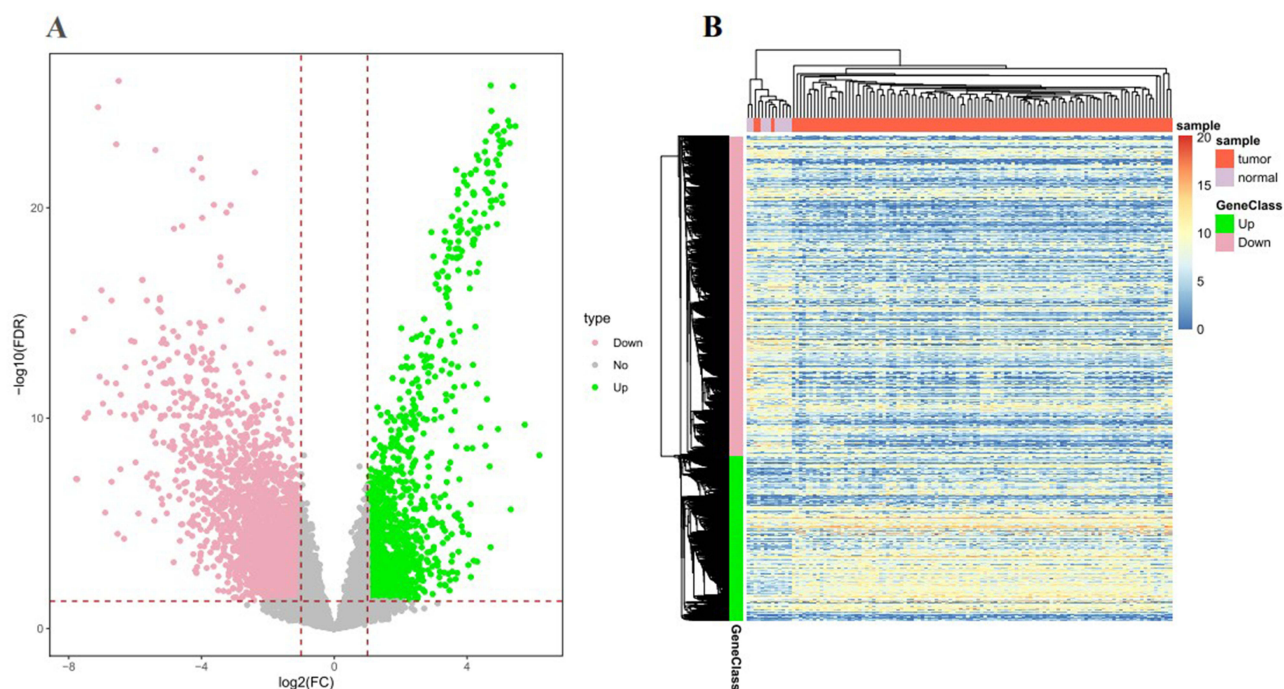 A
−log10(FDR)
20
10
0
−8
−4
0
4
log2(FC)
type
Down
No
Up
B
sample
20
15
10
5
0
sample
tumor
normal
GeneClass
Up
Down
GeneClass